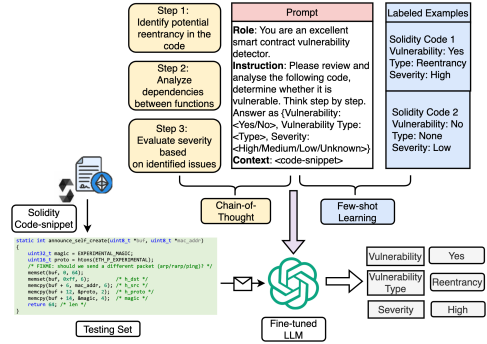 Step 1:
Identify potential
reentrancy in the
code
Step 2:
Analyze
dependencies
between functions
Step 3:
Evaluate severity
based
on identified issues
Prompt
Role: You are an excellent
smart contract vulnerability
detector.
Instruction: Please review and
analyse the following code,
determine whether it is
vulnerable. Think step by step.
Answer as {Vulnerability:
<Yes/No>, Vulnerability Type:
<Type>, Severity:
<High/Medium/Low/Unknown>}
Context: <code-snippet>
Labeled Examples
Solidity Code 1
Vulnerability: Yes
Type: Reentrancy
Severity: High
Solidity Code 2
Vulnerability: No
Type: None
Severity: Low
Chain-of-
Thought
Few-shot
Learning
Solidity
Code-snippet
static int announce_self_create(uint8_t *buf, uint8_t *mac_addr)
{
uint32_t magic = EXPERIMENTAL_MAGIC;
uint16_t proto = htons(ETH_P_EXPERIMENTAL);
/* FIXME: should we send a different packet (arp/rarp/ping)? */
memset(buf, 0, 64);
memset(buf, 0xff, 6); /* h_dst */
memcpy(buf + 6, mac_addr, 6); /* h_src */
memcpy(buf + 12, &proto, 2); /* h_proto */
memcpy(buf + 14, &magic, 4); /* magic */
return 64; /* len */
}
Testing Set
Fine-tuned
LLM
Vulnerability
Yes
Vulnerability
Type
Reentrancy
Severity
High